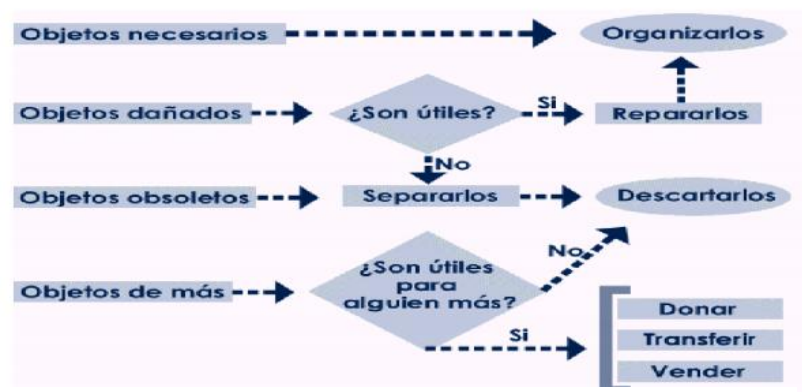 Objetos necesarios
Organizarlos
Objetos dañados
¿Son útiles?
Si
Repararlos
No
Objetos obsoletos
Separarlos
Descartarlos
Objetos de más
¿Son útiles
para
alguien más?
No
Si
Donar
Transferir
Vender